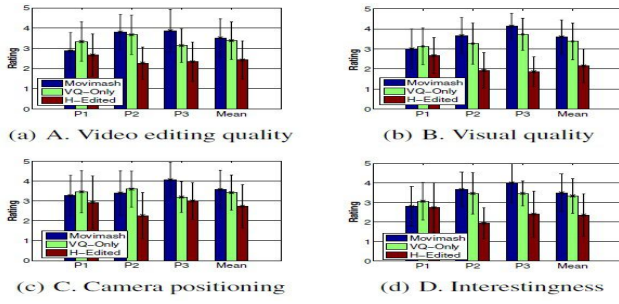 5
4
3
2
1
0
Rating
Movimash
VQ-Only
H-Edited
P1 P2 P3 Mean
(a) A. Video editing quality
5
4
3
2
1
0
Rating
Movimash
VQ-Only
H-Edited
P1 P2 P3 Mean
(b) B. Visual quality
5
4
3
2
1
0
Rating
Movimash
VQ-Only
H-Edited
P1 P2 P3 Mean
(c) C. Camera positioning
5
4
3
2
1
0
Rating
Movimash
VQ-Only
H-Edited
P1 P2 P3 Mean
(d) D. Interestingness